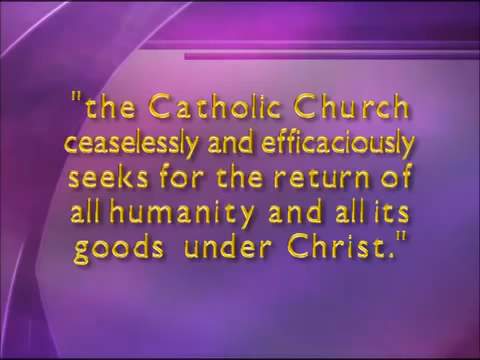 "the Catholic Church
ceaselessly and efficaciously
seeks for the return of
all humanity and all its
goods under Christ."